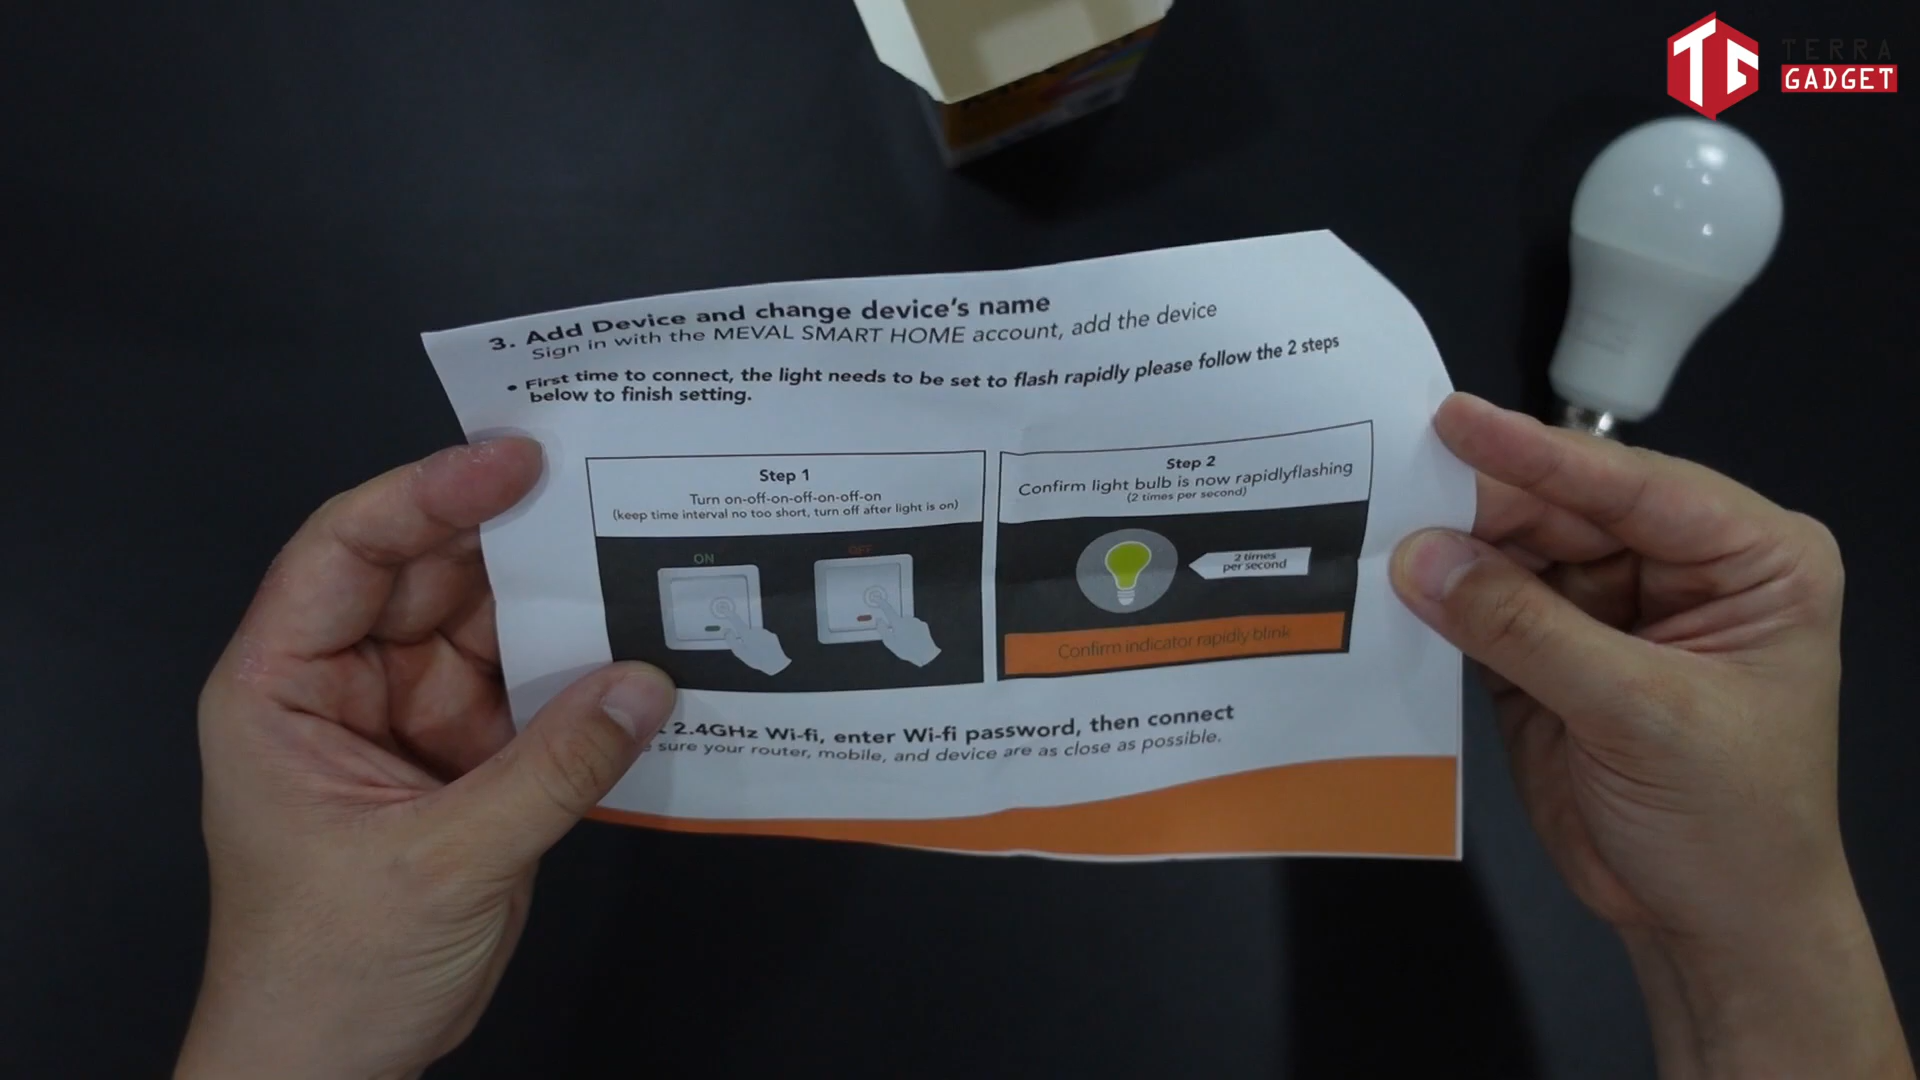 TERRA
GADGET
3. Add Device and change device's name
Sign in with the MEVAL SMART HOME account, add the device
• First time to connect, the light needs to be set to flash rapidly please follow the 2 steps
below to finish setting.
Step 1
Turn on-off-on-off-on-off-on
(keep time interval no too short, turn off after light is on)
ON
OFF
Step 2
Confirm light bulb is now rapidlyflashing
(2 times per second)
2 times
per second
Confirm indicator rapidly blink
2.4GHz Wi-fi, enter Wi-fi password, then connect
sure your router, mobile, and device are as close as possible.